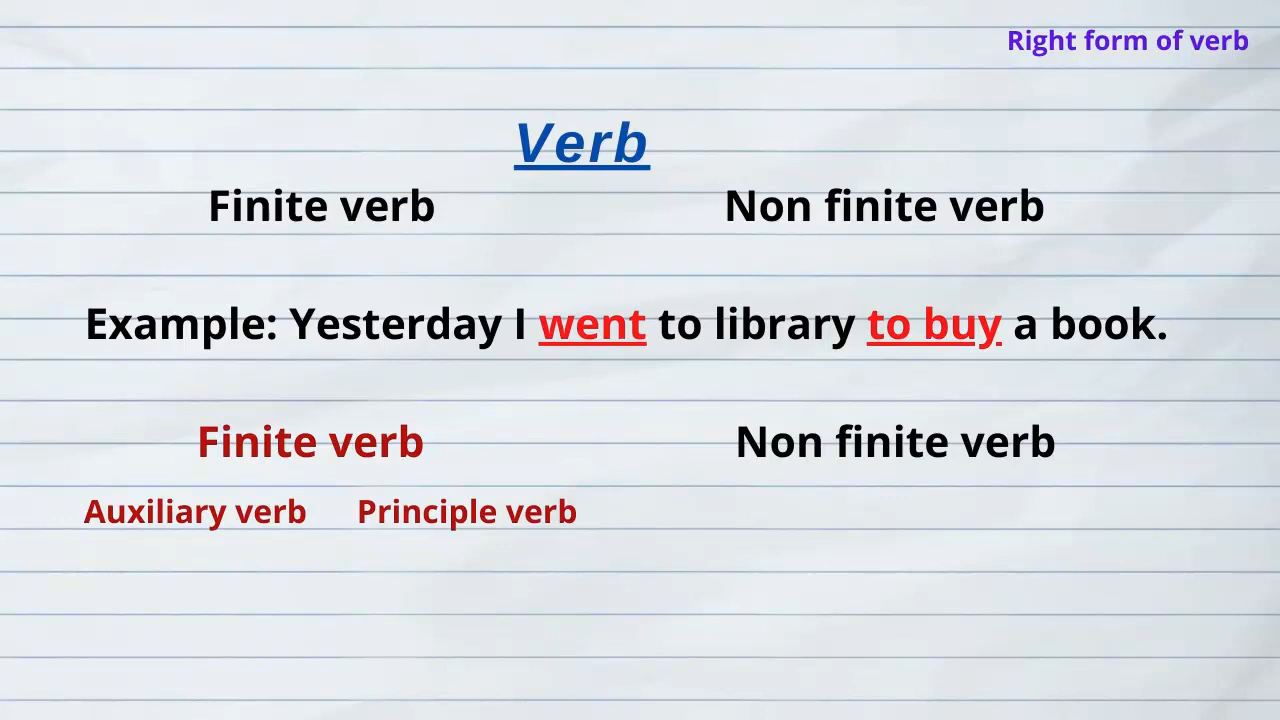 Right form of verb
Verb
Finite verb Non finite verb
Example: Yesterday I went to library to buy a book.
Finite verb Non finite verb
Auxiliary verb Principle verb